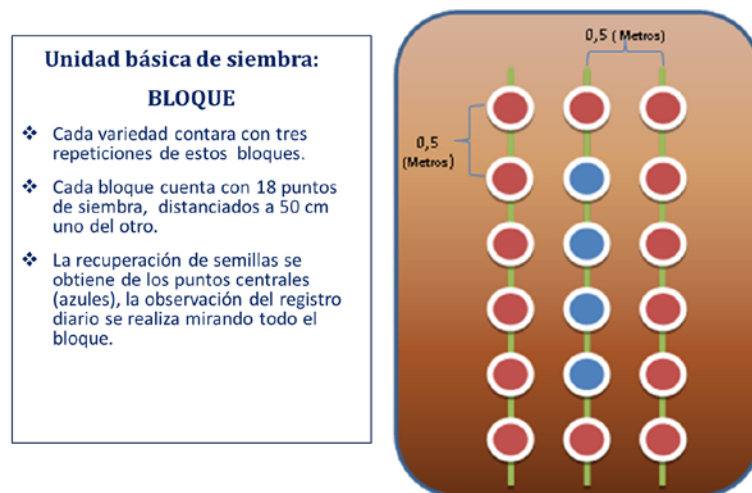 Unidad básica de siembra:
BLOQUE
❖ Cada variedad contara con tres
repeticiones de estos bloques.
❖ Cada bloque cuenta con 18 puntos
de siembra, distanciados a 50 cm
uno del otro.
❖ La recuperación de semillas se
obtiene de los puntos centrales
(azules), la observación del registro
diario se realiza mirando todo el
bloque.
0,5 ( Metros)
0,5
(Metros)